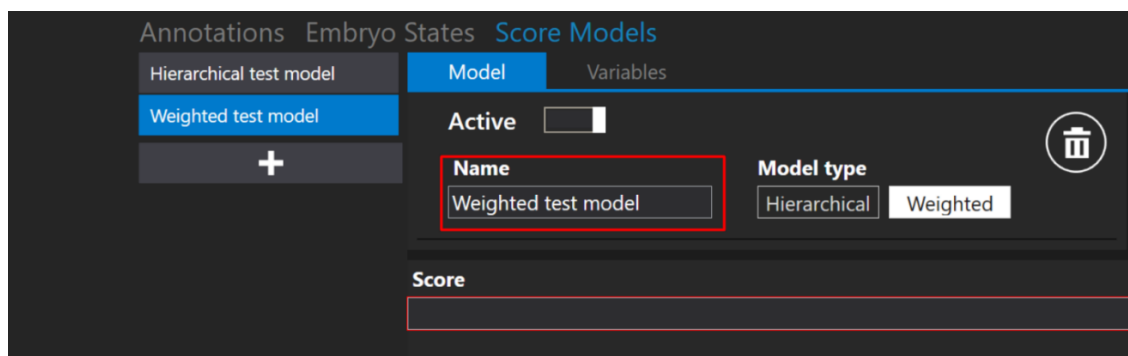 Annotations Embryo States Score Models
Hierarchical test model
Model Variables
Weighted test model
Active
Name
Model type
Weighted test model
Hierarchical Weighted
Score